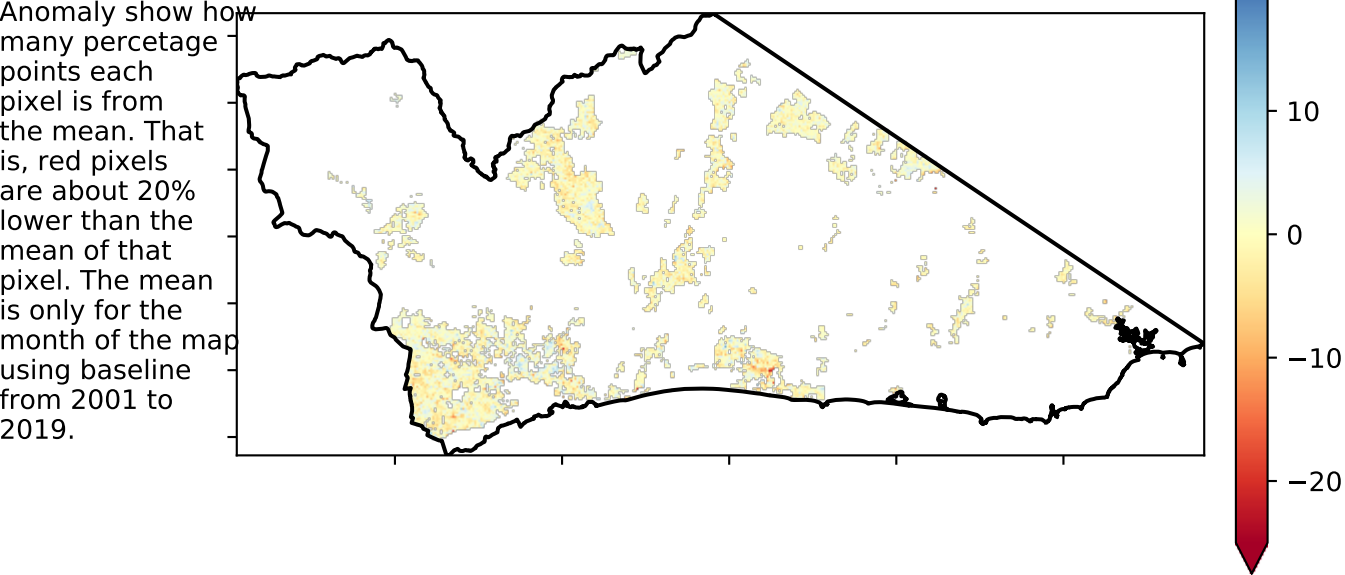 Anomaly show how
many percetage
points each
pixel is from
the mean. That
is, red pixels
are about 20%
lower than the
mean of that
pixel. The mean
is only for the
month of the map
using baseline
from 2001 to
2019.
10
0
−10
−20